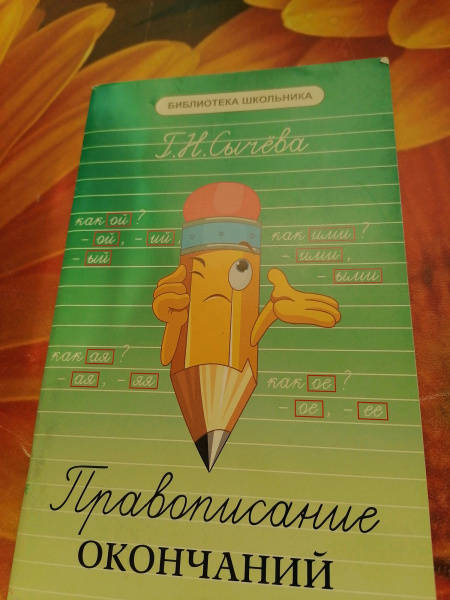 БИБЛИОТЕКА ШКОЛЬНИКА
Г.Н.Сычёва
как ой?
- ой, - ий,
- ый
как ими?
- ими,
- ыми
как ая?
- ая, - яя
как ое?
- ое, - ее
Правописание
ОКОНЧАНИЙ